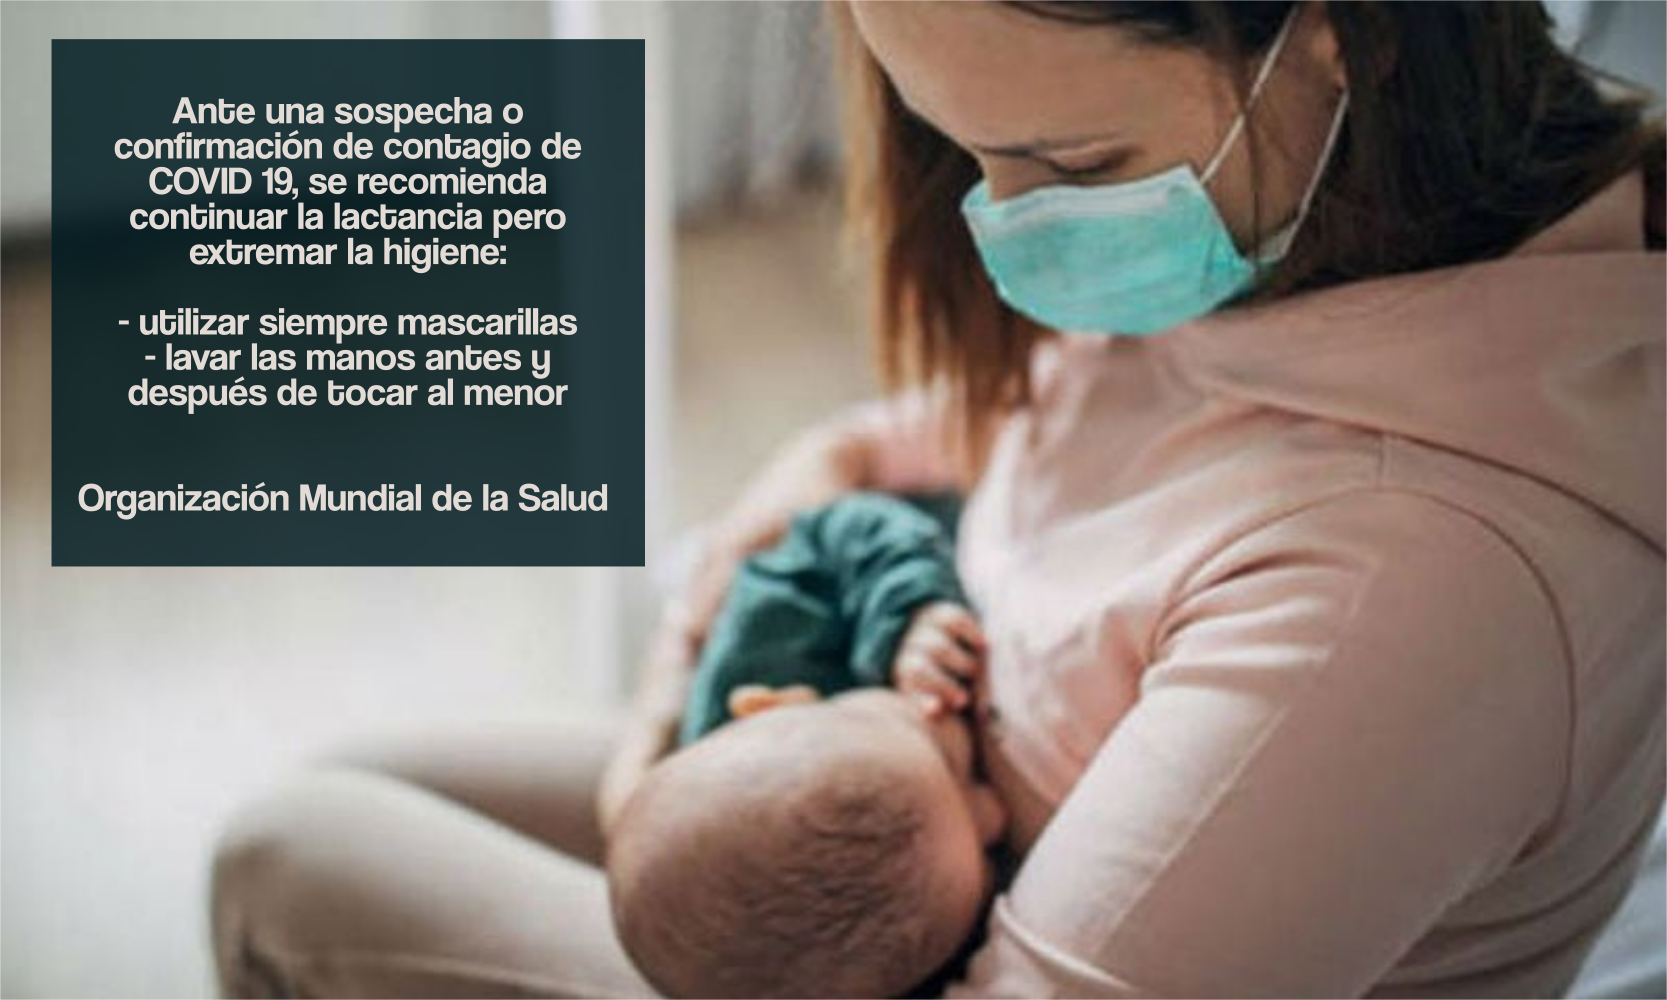 Ante una sospecha o
confirmación de contagio de
COVID 19, se recomienda
continuar la lactancia pero
extremar la higiene:
- utilizar siempre mascarillas
- lavar las manos antes y
después de tocar al menor
Organización Mundial de la Salud